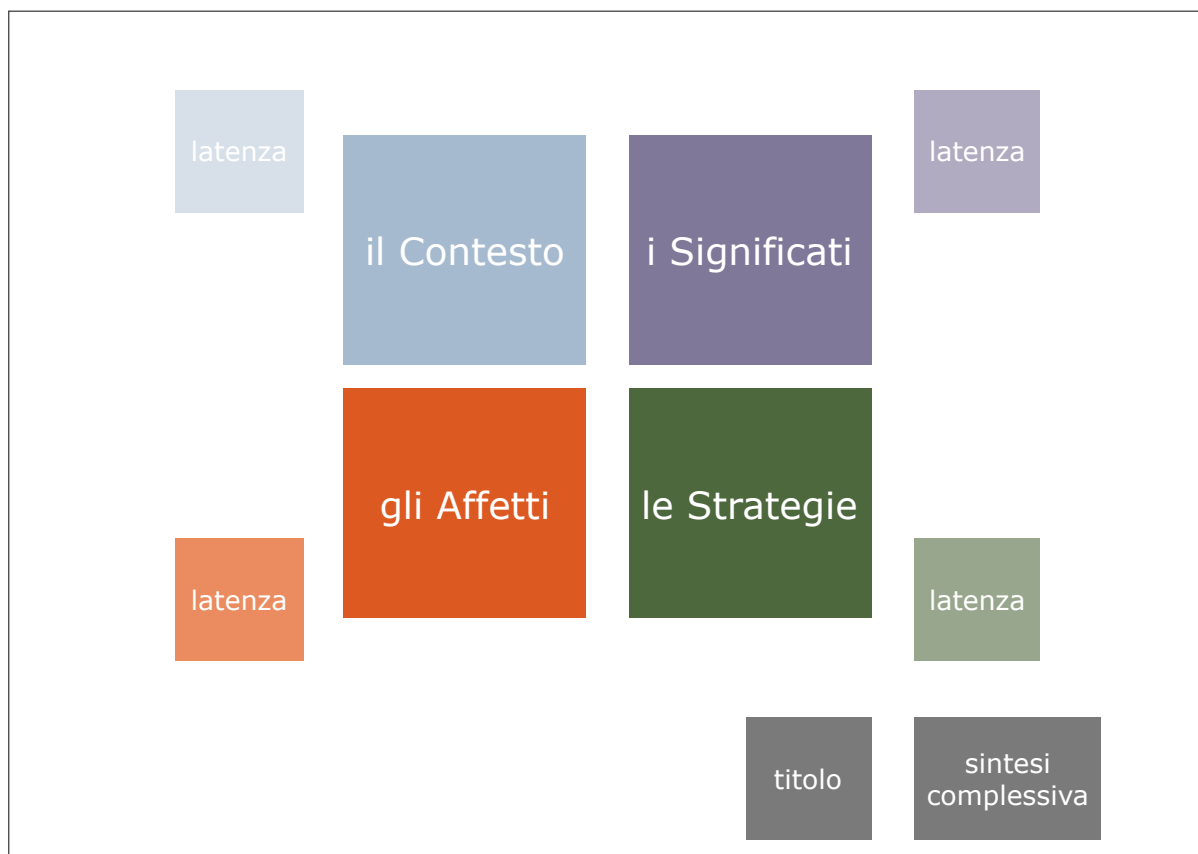 latenza
latenza
il Contesto
i Significati
gli Affetti
le Strategie
latenza
latenza
titolo
sintesi
complessiva